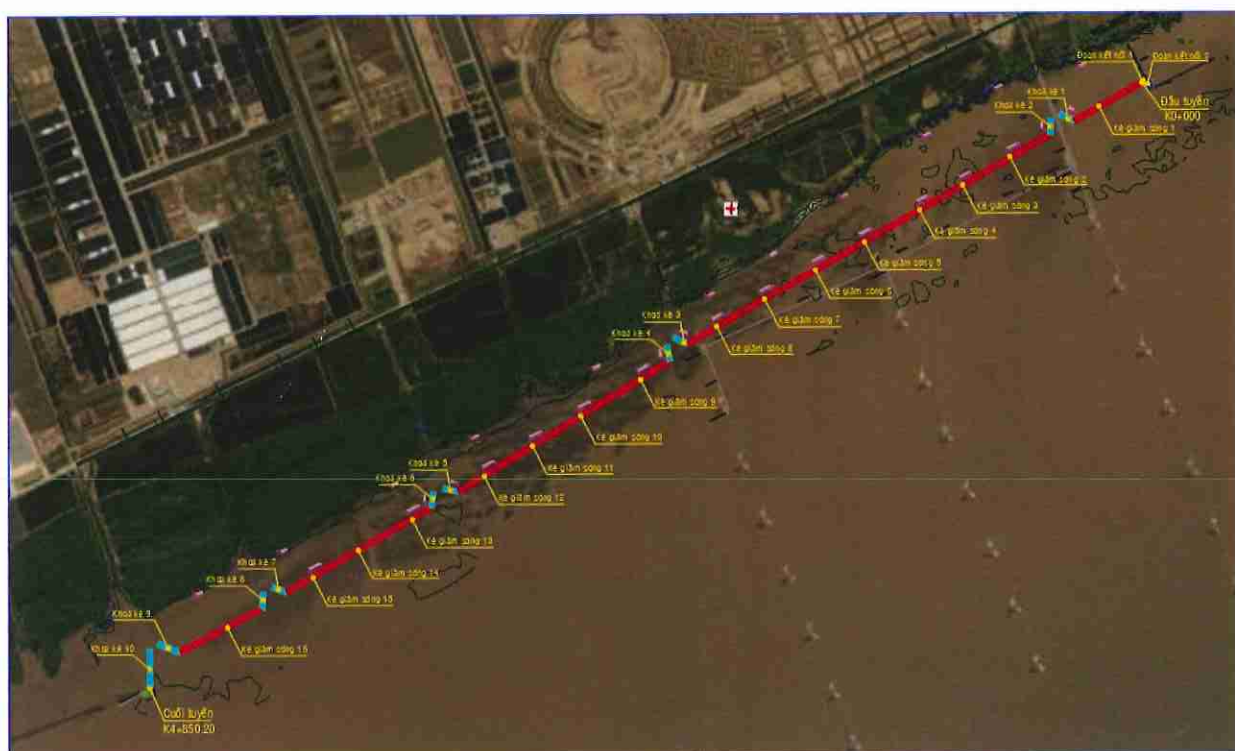 Đoạn kết nối 1
Đoạn kết nối 2
Đầu tuyến
K0+000
Khoá kè 1
Khoá kè 2
Kè giảm sóng 1
Kè giảm sóng 2
Kè giảm sóng 3
Kè giảm sóng 4
Kè giảm sóng 5
Kè giảm sóng 6
Kè giảm sóng 7
Kè giảm sóng 8
Khoá kè 3
Khoá kè 4
Kè giảm sóng 9
Kè giảm sóng 10
Kè giảm sóng 11
Kè giảm sóng 12
Khoá kè 5
Khoá kè 6
Kè giảm sóng 13
Kè giảm sóng 14
Kè giảm sóng 15
Khoá kè 7
Khoá kè 8
Kè giảm sóng 16
Khoá kè 9
Khoá kè 10
Cuối tuyến
K4+850.20